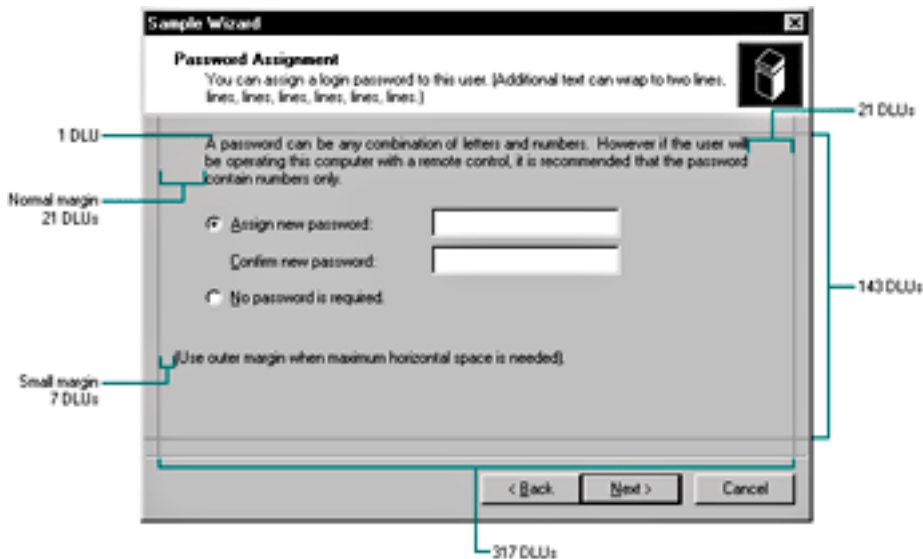 Sample Wizard
Password Assignment
You can assign a login password to this user. (Additional text can wrap to two lines,
lines, lines, lines, lines, lines, lines.)
21 DLUs
1 DLU
A password can be any combination of letters and numbers. However if the user will
be operating this computer with a remote control, it is recommended that the password
contain numbers only.
Normal margin
21 DLUs
Assign new password:
Confirm new password:
No password is required.
143 DLUs
(Use outer margin when maximum horizontal space is needed).
Small margin
7 DLUs
< Back
Next >
Cancel
317 DLUs